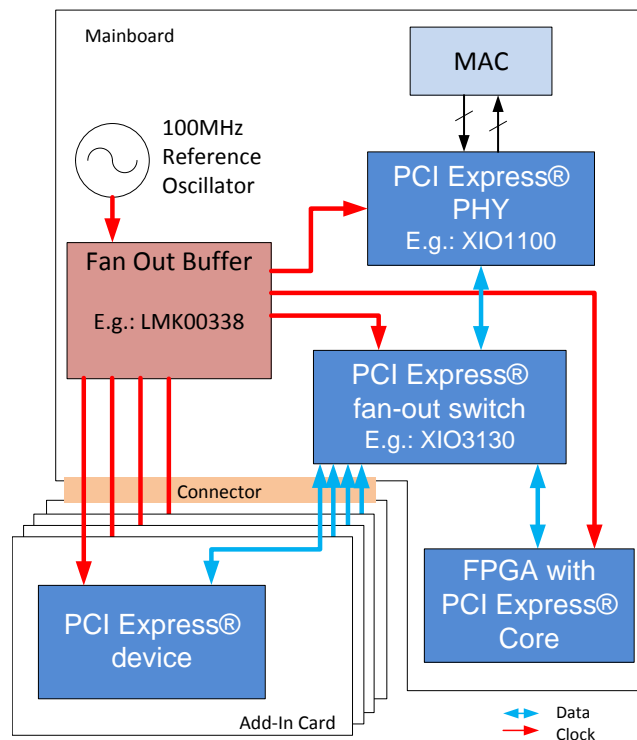 Mainboard
MAC
100MHz
Reference
Oscillator
PCI Express®
PHY
E.g.: XIO1100
Fan Out Buffer
E.g.: LMK00338
PCI Express®
fan-out switch
E.g.: XIO3130
Connector
FPGA with
PCI Express®
Core
PCI Express®
device
Add-In Card
Data
Clock